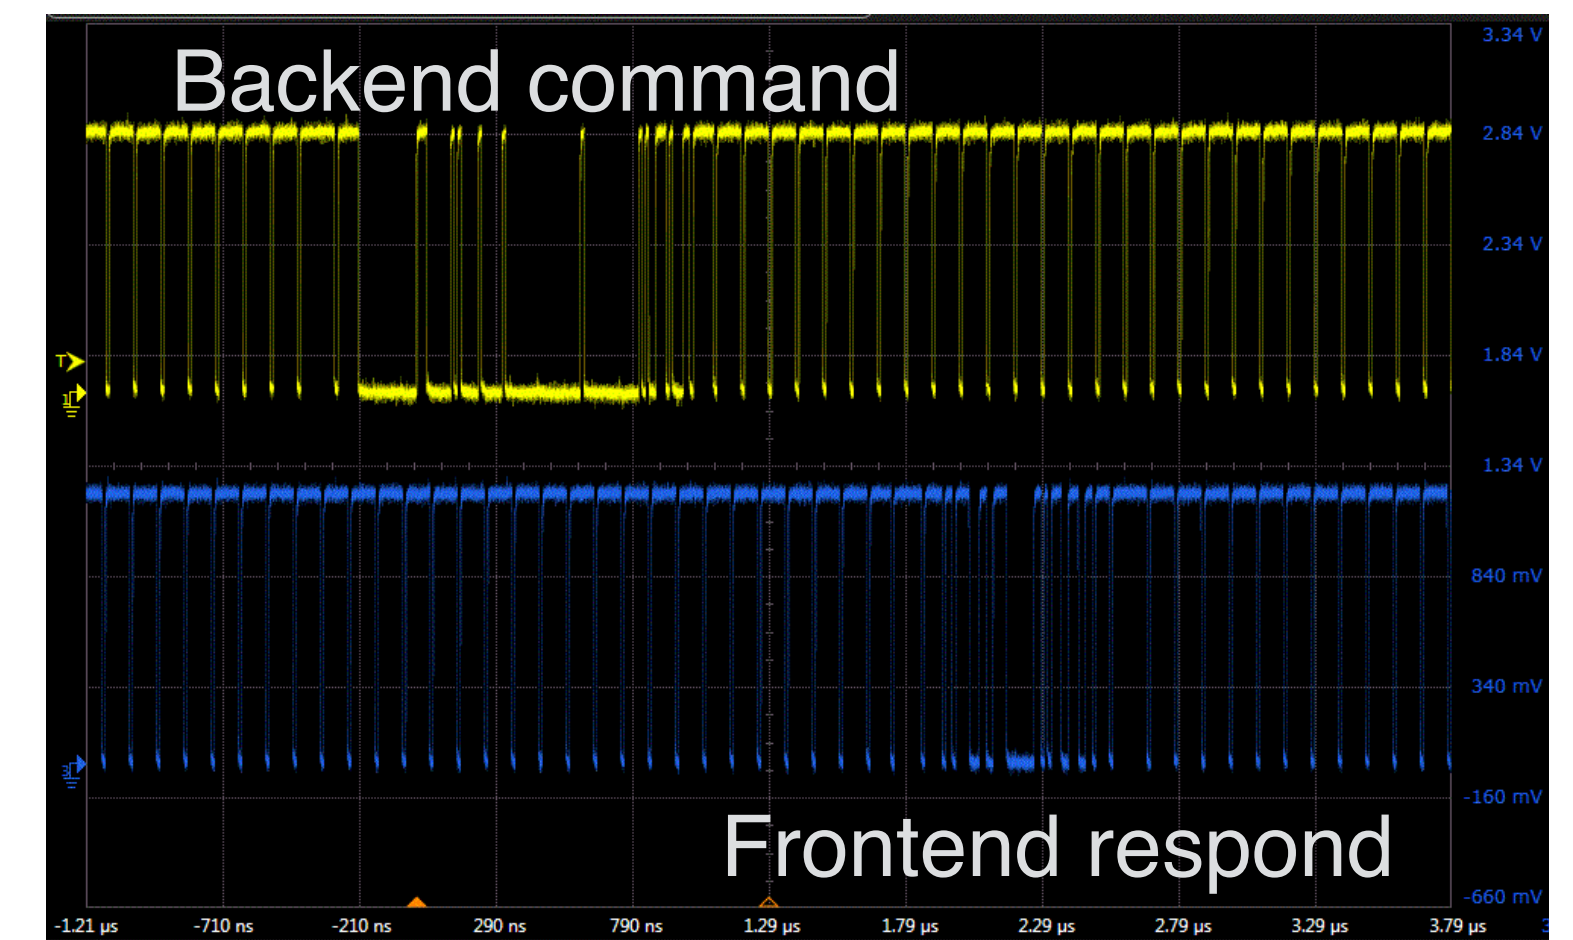 Backend command
3.34 V
2.84 V
2.34 V
T
1.84 V
1
1.34 V
840 mV
340 mV
3
-160 mV
Frontend respond
-660 mV
-1.21 µs -710 ns -210 ns 290 ns 790 ns 1.29 µs 1.79 µs 2.29 µs 2.79 µs 3.29 µs 3.79 µs